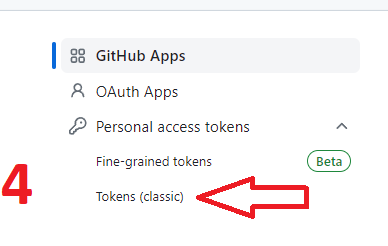 GitHub Apps
OAuth Apps
Personal access tokens
Fine-grained tokens Beta
4
Tokens (classic)